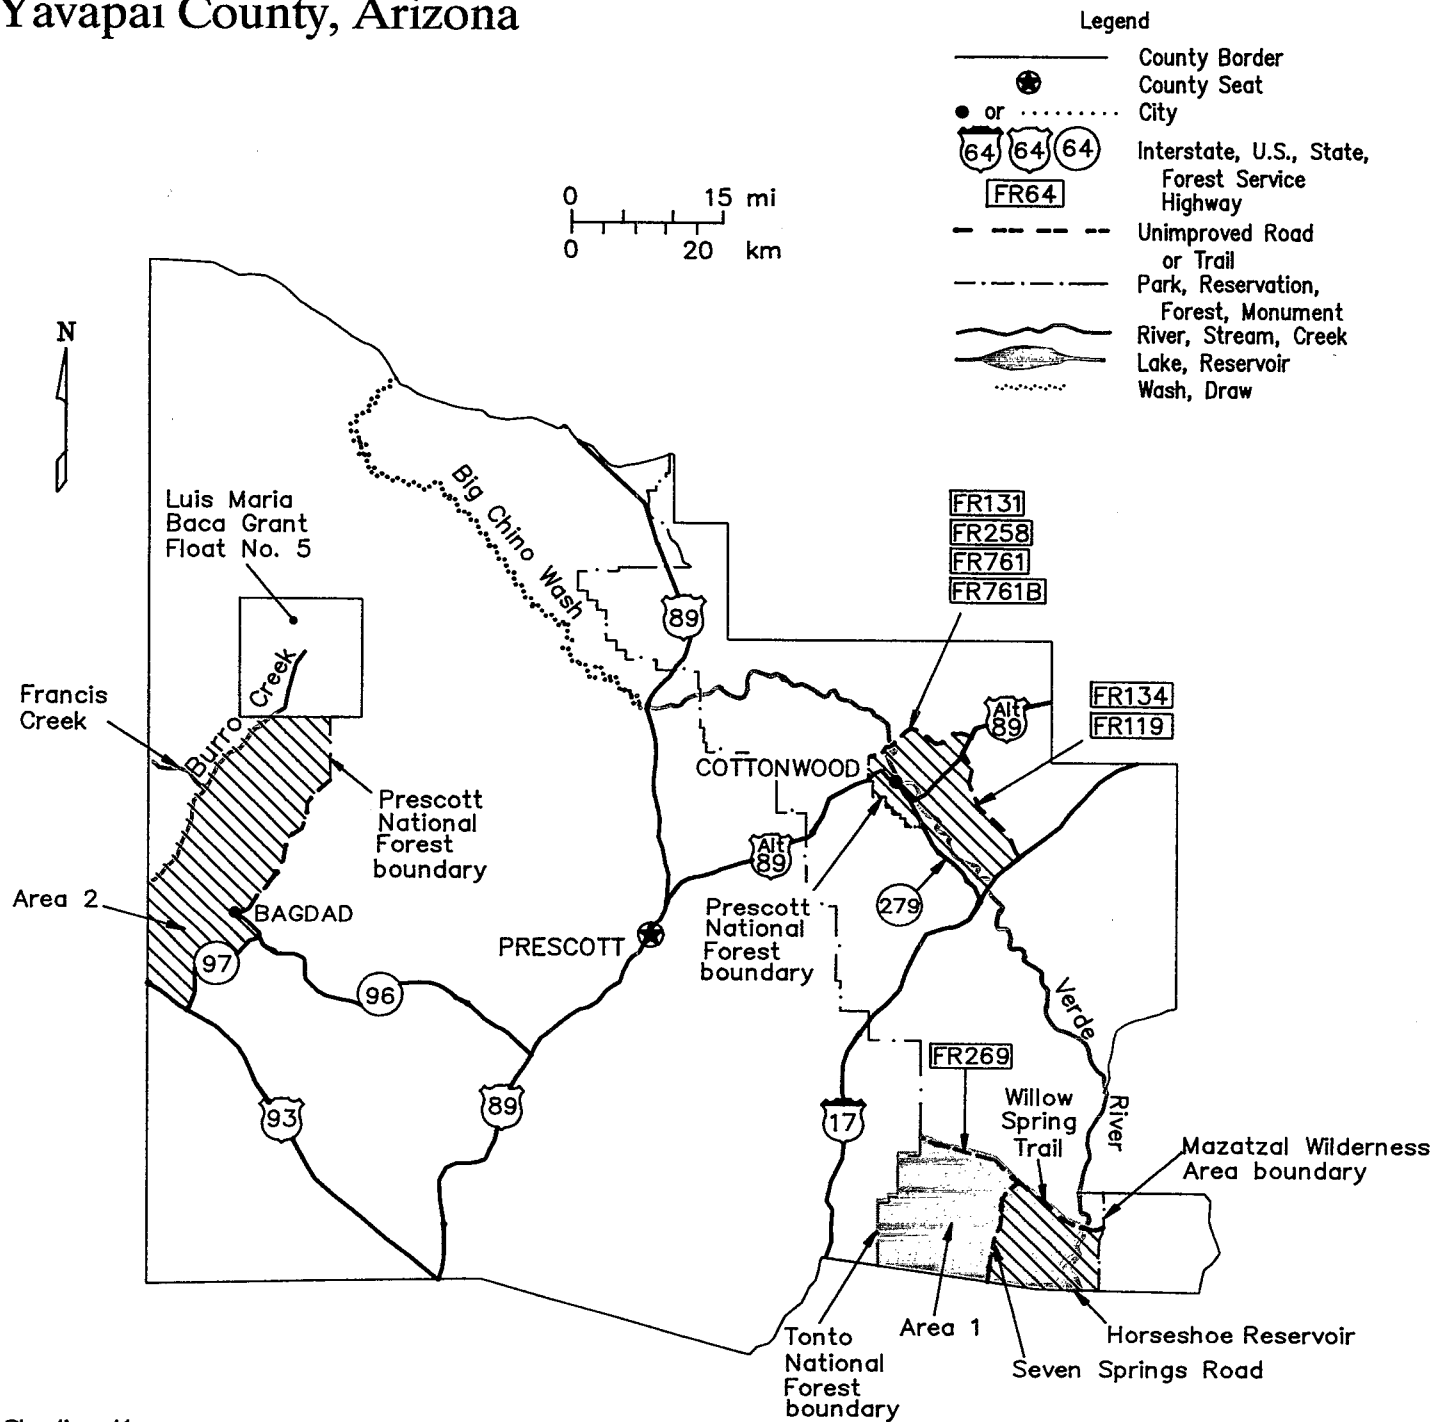 Yavapai County, Arizona
Legend
County Border
County Seat
or
City
64 64 64
Interstate, U.S., State,
Forest Service
Highway
FR64
Unimproved Road
or Trail
Park, Reservation,
Forest, Monument
River, Stream, Creek
Lake, Reservoir
Wash, Draw
0 15 mi
0 20 km
N
Big Chino Wash
Luis Maria
Baca Grant
Float No. 5
FR131
FR258
FR761
FR761B
89
Burro Creek
Francis
Creek
FR134
FR119
Alt
89
COTTONWOOD
Prescott
National
Forest
boundary
Alt
89
Area 2
BAGDAD
279
Prescott
National
Forest
boundary
PRESCOTT
97
96
Verde River
FR269
93
89
17
Willow
Spring
Trail
Mazatzal Wilderness
Area boundary
Area 1
Tonto
National
Forest
boundary
Horseshoe Reservoir
Seven Springs Road